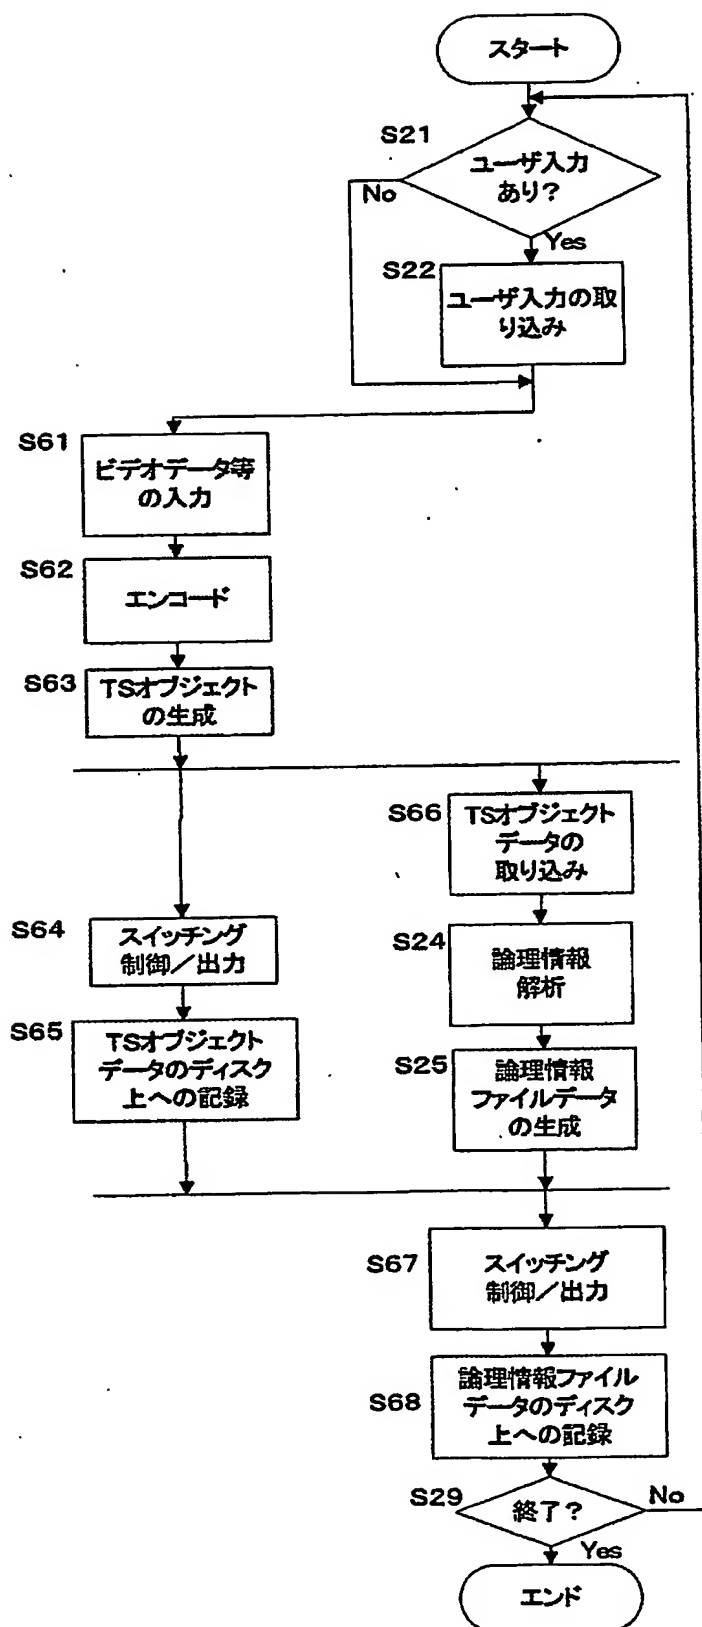 スタート
S21
ユーザ入力
あり？
No
Yes
S22
ユーザ入力の取
り込み
S61
ビデオデータ等
の入力
S62
エンコード
S63
TSオブジェクト
の生成
S66
TSオブジェクト
データの
取り込み
S64
スイッチング
制御／出力
S24
論理情報
解析
S65
TSオブジェクト
データのディスク
上への記録
S25
論理情報
ファイルデータ
の生成
S67
スイッチング
制御／出力
S68
論理情報ファイル
データのディスク
上への記録
S29
終了？
No
Yes
エンド